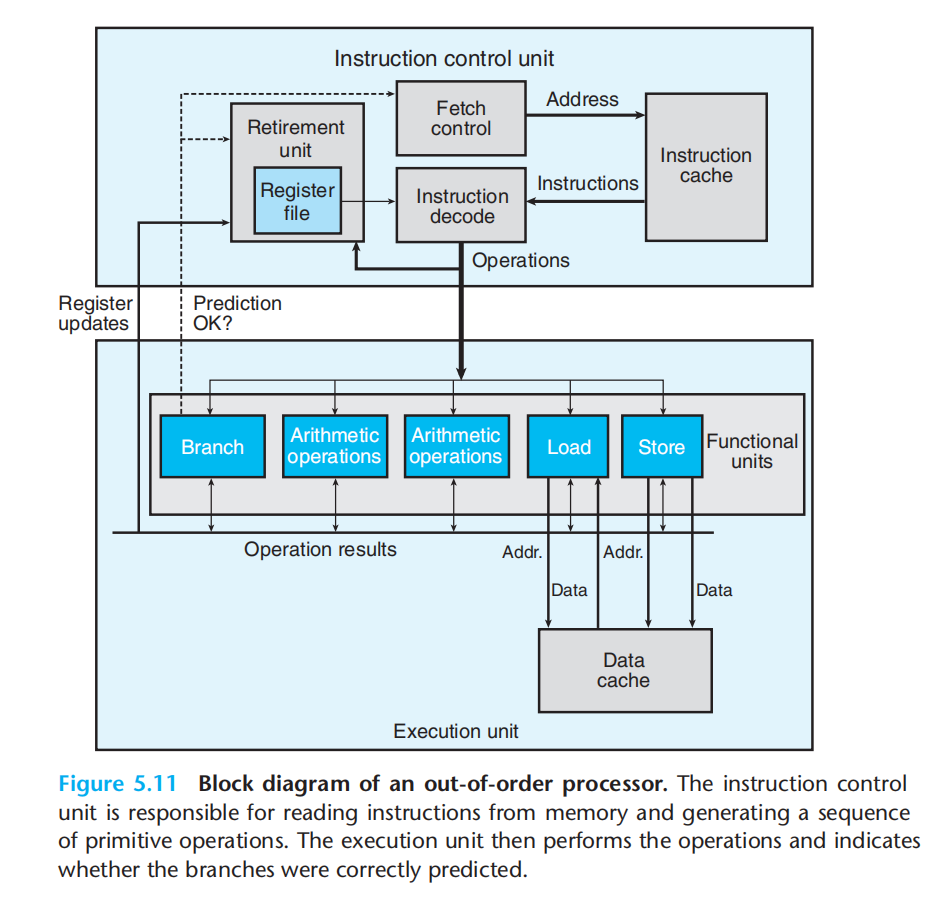 Instruction control unit
Fetch
control
Address
Retirement
unit
Instruction
cache
Register
file
Instruction
decode
Instructions
Operations
Register
updates
Prediction
OK?
Branch
Arithmetic
operations
Arithmetic
operations
Load
Store
Functional
units
Operation results
Addr.
Addr.
Data
Data
Data
cache
Execution unit
Figure 5.11 Block diagram of an out-of-order processor. The instruction control
unit is responsible for reading instructions from memory and generating a sequence
of primitive operations. The execution unit then performs the operations and indicates
whether the branches were correctly predicted.